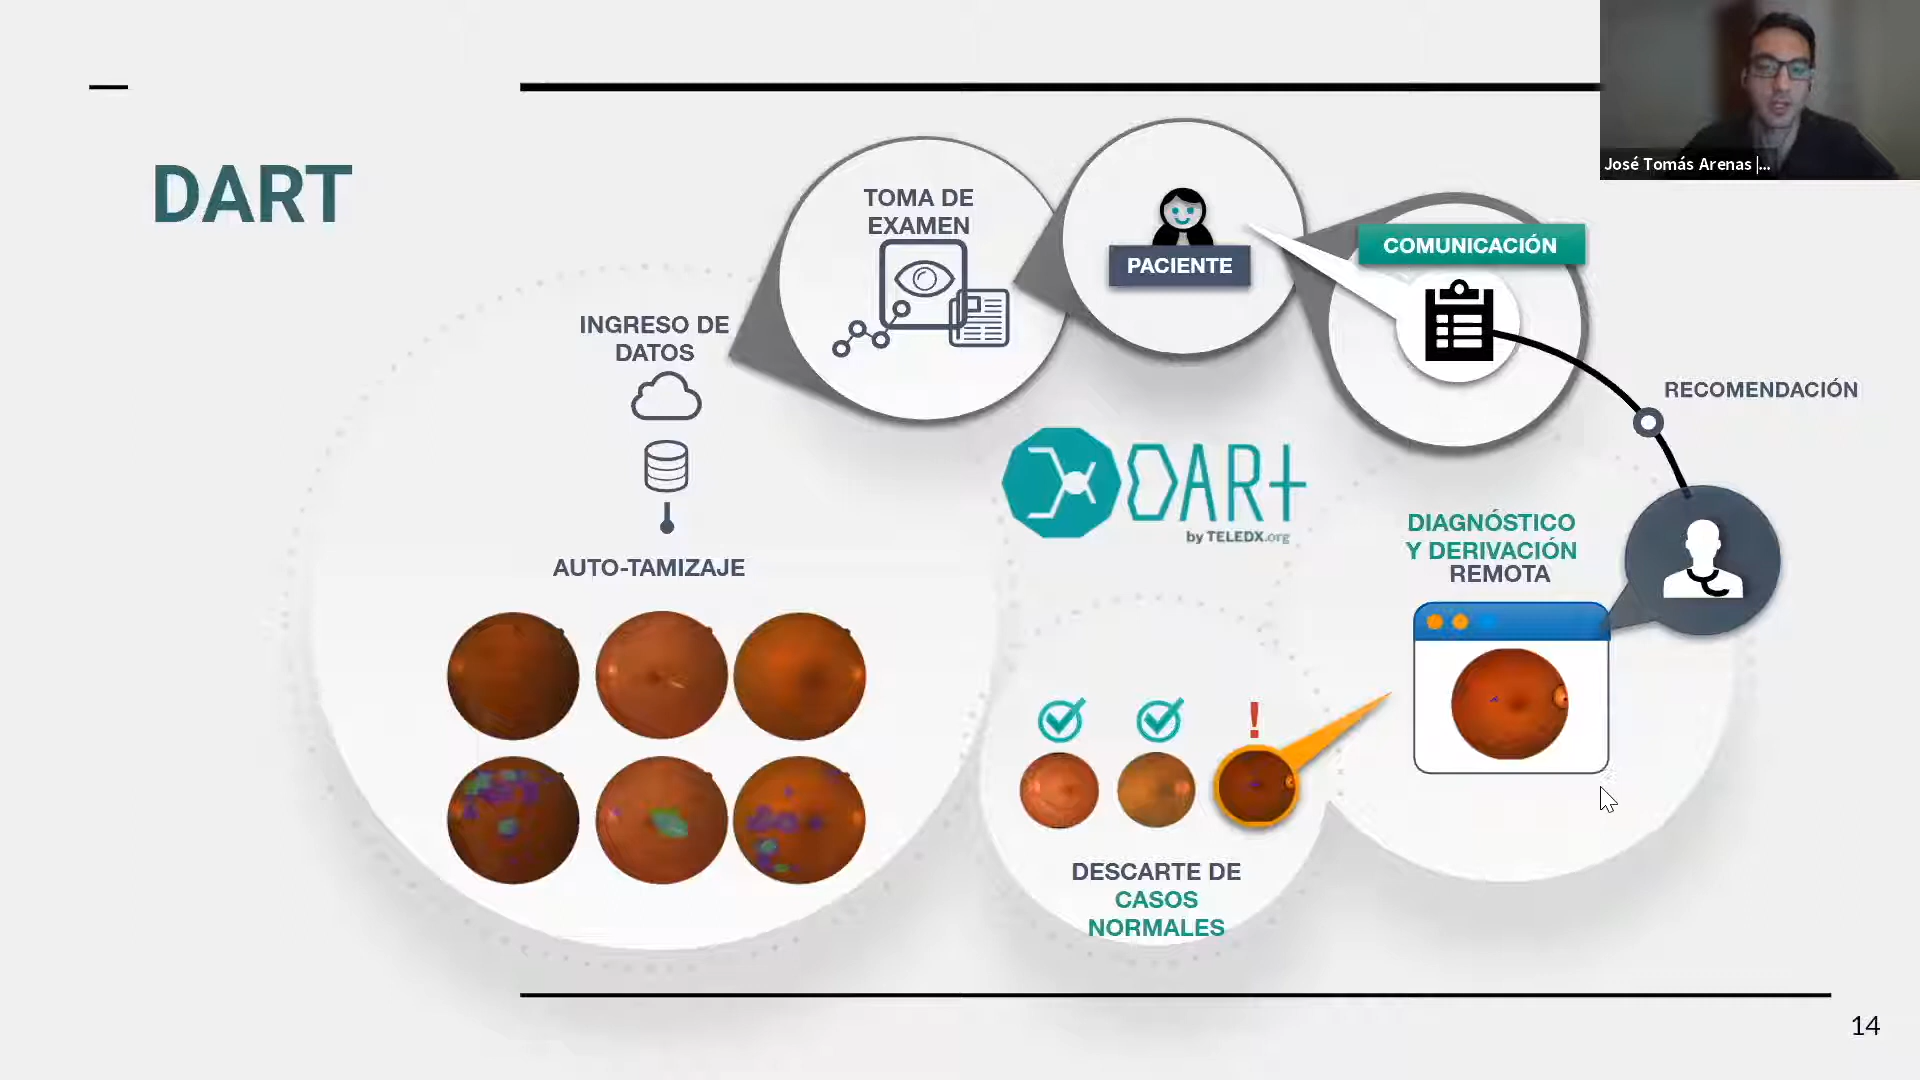 José Tomás Arenas |...
DART
TOMA DE
EXAMEN
PACIENTE
COMUNICACIÓN
INGRESO DE
DATOS
RECOMENDACIÓN
DART
by TELEDX.org
DIAGNÓSTICO
Y DERIVACIÓN
REMOTA
AUTO-TAMIZAJE
!
DESCARTE DE
CASOS
NORMALES
14